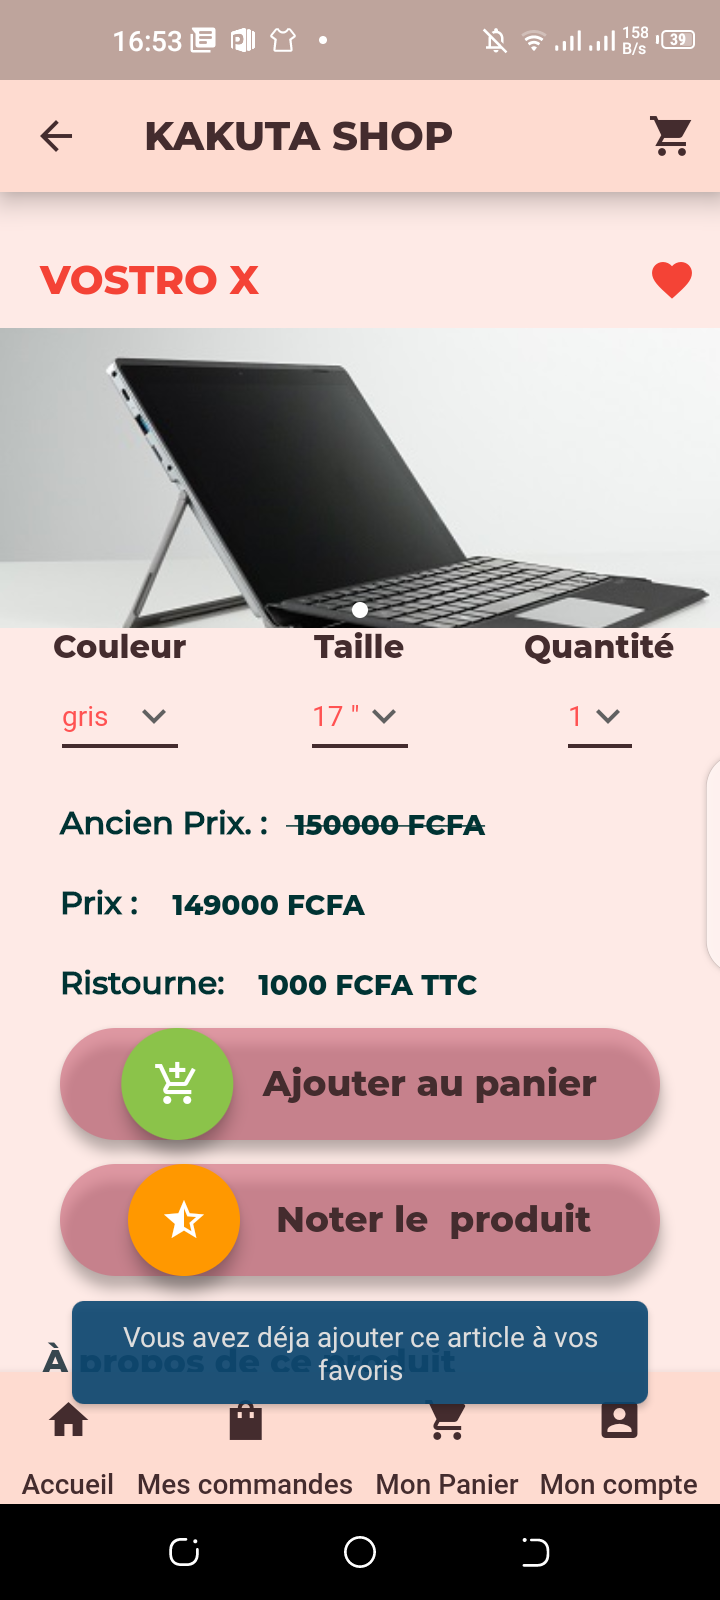 16:53
158
B/s
39
KAKUTA SHOP
VOSTRO X
Couleur Taille Quantité
gris 17 " 1
Ancien Prix. : 150000 FCFA
Prix : 149000 FCFA
Ristourne: 1000 FCFA TTC
Ajouter au panier
Noter le produit
À propos de ce produit
Vous avez déja ajouter ce article à vos
favoris
Accueil Mes commandes Mon Panier Mon compte